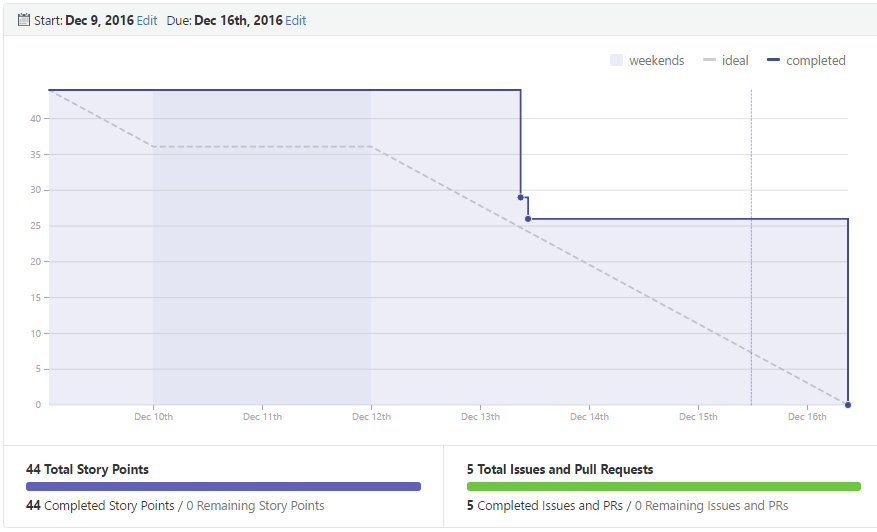 Start: Dec 9, 2016 Edit Due: Dec 16th, 2016 Edit
weekends ideal completed
40
35
30
25
20
15
10
5
0
Dec 10th Dec 11th Dec 12th Dec 13th Dec 14th Dec 15th Dec 16th
44 Total Story Points
44 Completed Story Points / 0 Remaining Story Points
5 Total Issues and Pull Requests
5 Completed Issues and PRs / 0 Remaining Issues and PRs